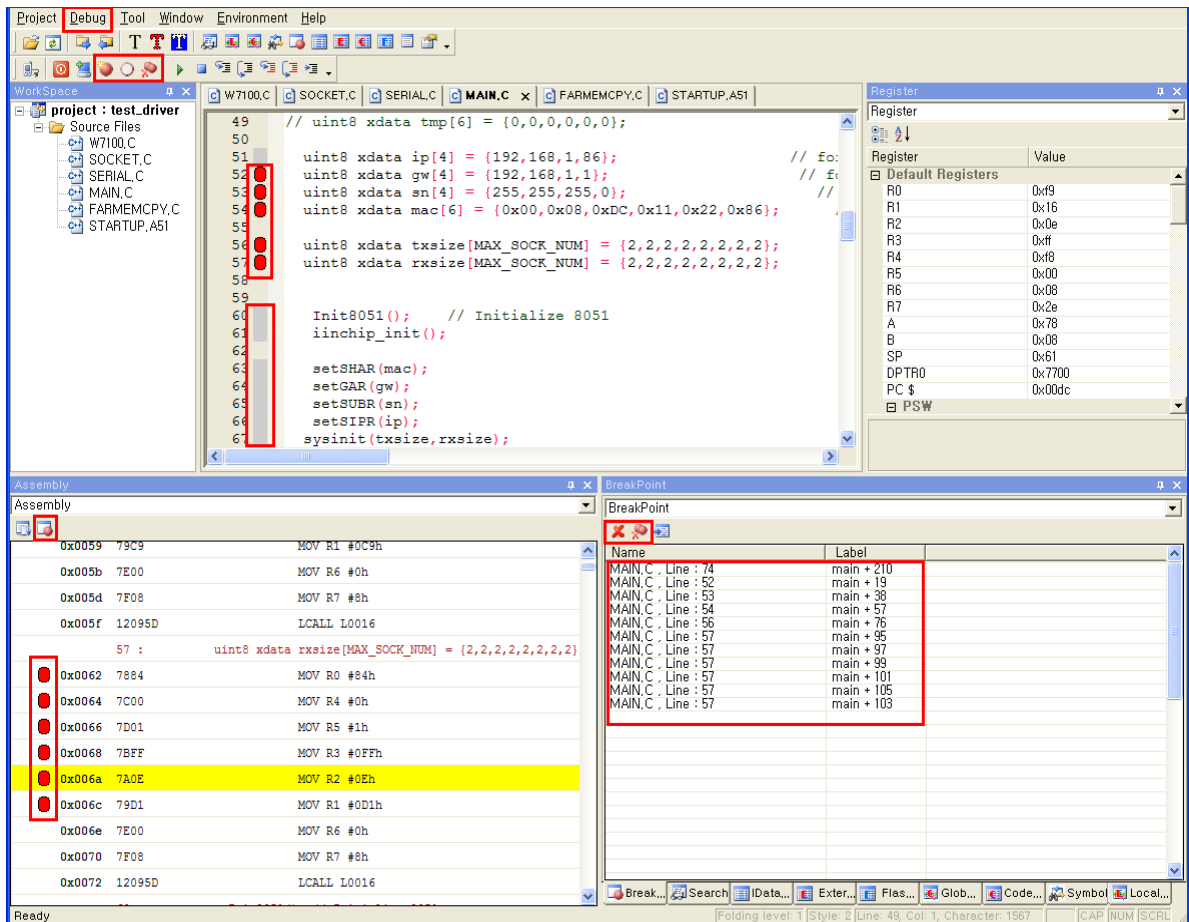 Project Debug Tool Window Environment Help
T T T
WorkSpace
project : test_driver
Source Files
W7100,C
SOCKET,C
SERIAL,C
MAIN,C
FARMEMCPY,C
STARTUP,A51
W7100,C SOCKET,C SERIAL,C MAIN,C x FARMEMCPY,C STARTUP,A51
49 // uint8 xdata tmp[6] = {0,0,0,0,0,0};
50
51 uint8 xdata ip[4] = {192,168,1,86}; // fo
52 uint8 xdata gw[4] = {192,168,1,1}; // f
53 uint8 xdata sn[4] = {255,255,255,0}; //
54 uint8 xdata mac[6] = {0x00,0x08,0xDC,0x11,0x22,0x86}; /
55
56 uint8 xdata txsize[MAX_SOCK_NUM] = {2,2,2,2,2,2,2,2};
57 uint8 xdata rxsize[MAX_SOCK_NUM] = {2,2,2,2,2,2,2,2};
58
59
60 Init8051(); // Initialize 8051
61 iinchip_init();
62
63 setSHAR(mac);
64 setGAR(gw);
65 setSUBR(sn);
66 setSIPR(ip);
67 sysinit(txsize,rxsize);
Register
Register
Register Value
Default Registers
R0 0xf9
R1 0x16
R2 0x0e
R3 0xff
R4 0xf8
R5 0x00
R6 0x08
R7 0x2e
A 0x78
B 0x08
SP 0x61
DPTR0 0x7700
PC $ 0x00dc
PSW
Assembly
Assembly
0x0059 79C9 MOV R1 #0C9h
0x005b 7E00 MOV R6 #0h
0x005d 7F08 MOV R7 #8h
0x005f 12095D LCALL L0016
57 : uint8 xdata rxsize[MAX_SOCK_NUM] = {2,2,2,2,2,2,2,2}
0x0062 7884 MOV R0 #84h
0x0064 7C00 MOV R4 #0h
0x0066 7D01 MOV R5 #1h
0x0068 7BFF MOV R3 #0FFh
0x006a 7A0E MOV R2 #0Eh
0x006c 79D1 MOV R1 #0D1h
0x006e 7E00 MOV R6 #0h
0x0070 7F08 MOV R7 #8h
0x0072 12095D LCALL L0016
BreakPoint
BreakPoint
Name Label
MAIN,C , Line : 74 main + 210
MAIN,C , Line : 52 main + 19
MAIN,C , Line : 53 main + 38
MAIN,C , Line : 54 main + 57
MAIN,C , Line : 56 main + 76
MAIN,C , Line : 57 main + 95
MAIN,C , Line : 57 main + 97
MAIN,C , Line : 57 main + 99
MAIN,C , Line : 57 main + 101
MAIN,C , Line : 57 main + 105
MAIN,C , Line : 57 main + 103
Break... Search IData... Exter... Flas... Glob... Code... Symbol Local...
Ready Folding level: 1 Style: 2 Line: 49, Col: 1, Character: 1567 CAP NUM SCRL